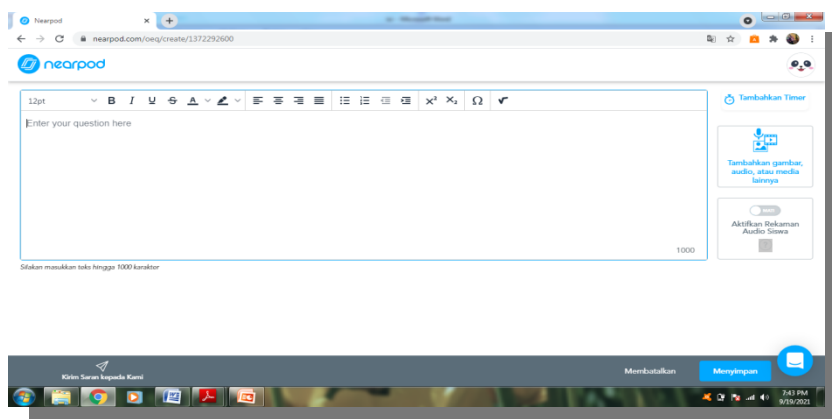 Nearpod
nearpod.com/oeq/create/1372292600
nearpod
12pt
B I U S A
x² X₂ Ω √
Enter your question here
1000
Silakan masukkan teks hingga 1000 karakter
Tambahkan Timer
Tambahkan gambar,
audio, atau media
lainnya
Aktifkan Rekaman
Audio Siswa
?
Kirim Saran kepada Kami
Membatalkan
Menyimpan
7:43 PM
9/19/2021